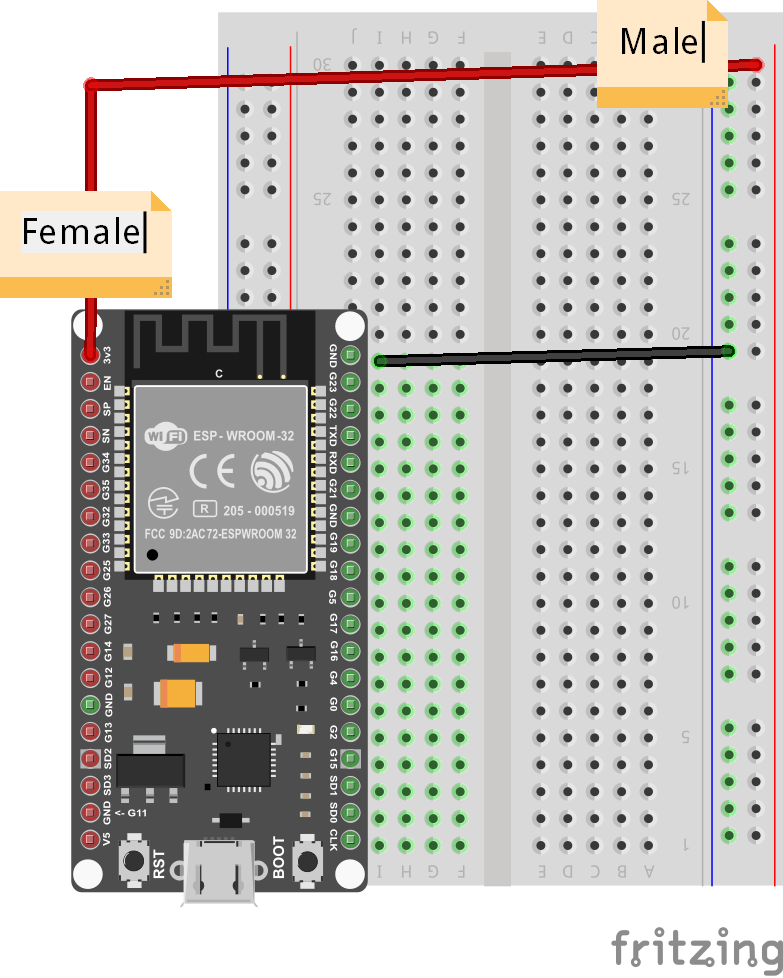 J I H G F E D C
Male
30
25 25
Female
20
3V3 GND
EN G23
SP G22
SN TXD
G34 RXD
G35 G21
G32 GND
G33 G19
G25 G18
G26 G5
G27 G17
G14 G16
G12 G4
GND G0
G13 G2
SD2 G15
SD3 SD1
GND SD0
V5 CLK
C
WiFi ESP - WROOM-32
CE
R 205 - 000519
FCC 9D:2AC72-ESPWROOM 32
<- G11
RST
BOOT
15
10
5
1
I H G F E D C B A
fritzing